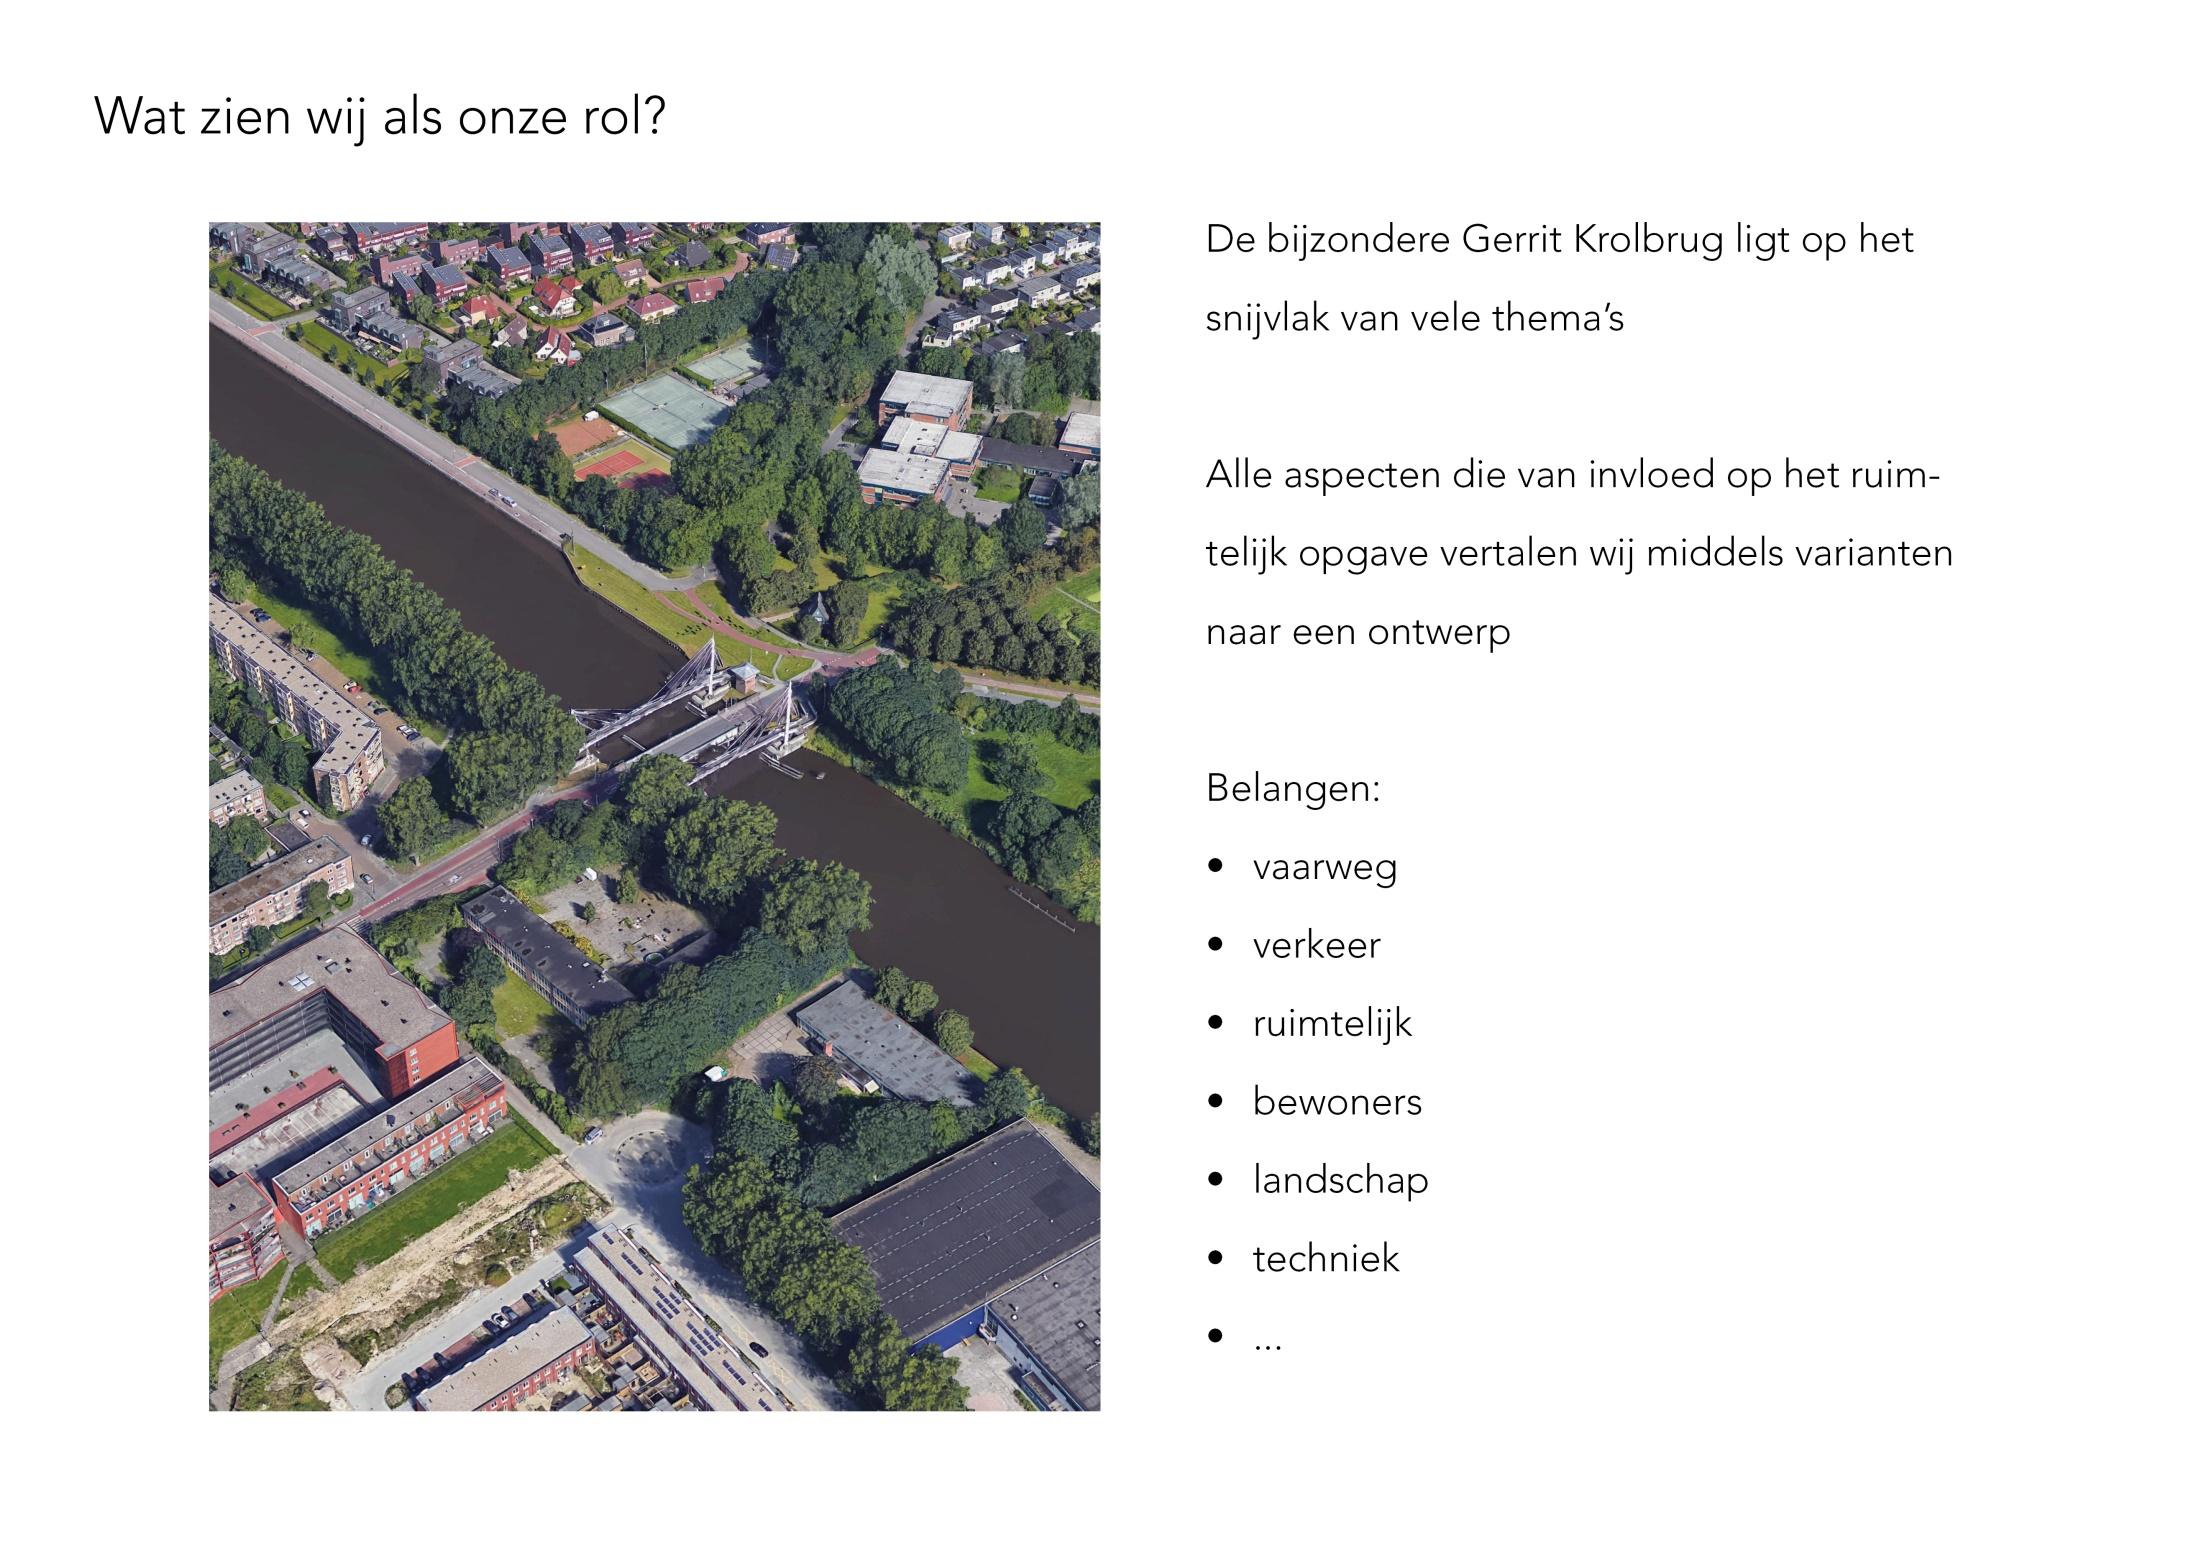 Wat zien wij als onze rol?
De bijzondere Gerrit Krolbrug ligt op het
snijvlak van vele thema’s
Alle aspecten die van invloed op het ruim-
telijk opgave vertalen wij middels varianten
naar een ontwerp
Belangen:
• vaarweg
• verkeer
• ruimtelijk
• bewoners
• landschap
• techniek
• ...